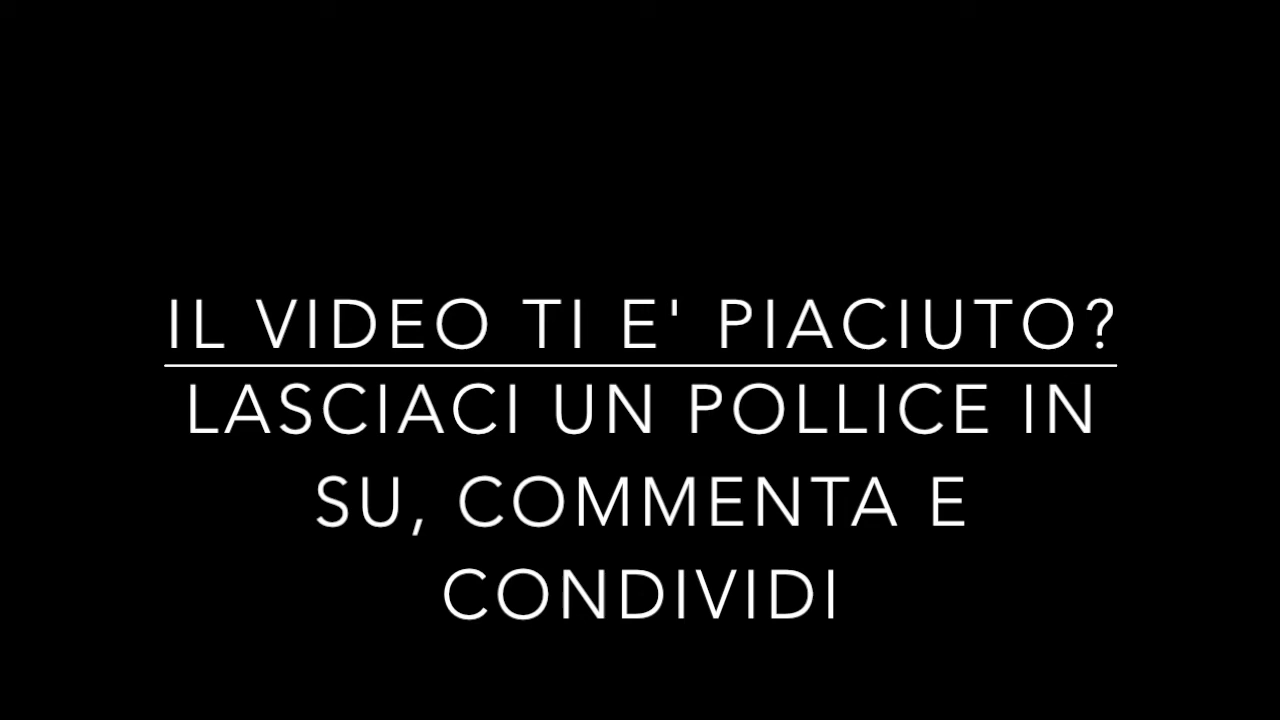 IL VIDEO TI E' PIACIUTO?
LASCIACI UN POLLICE IN
SU, COMMENTA E
CONDIVIDI